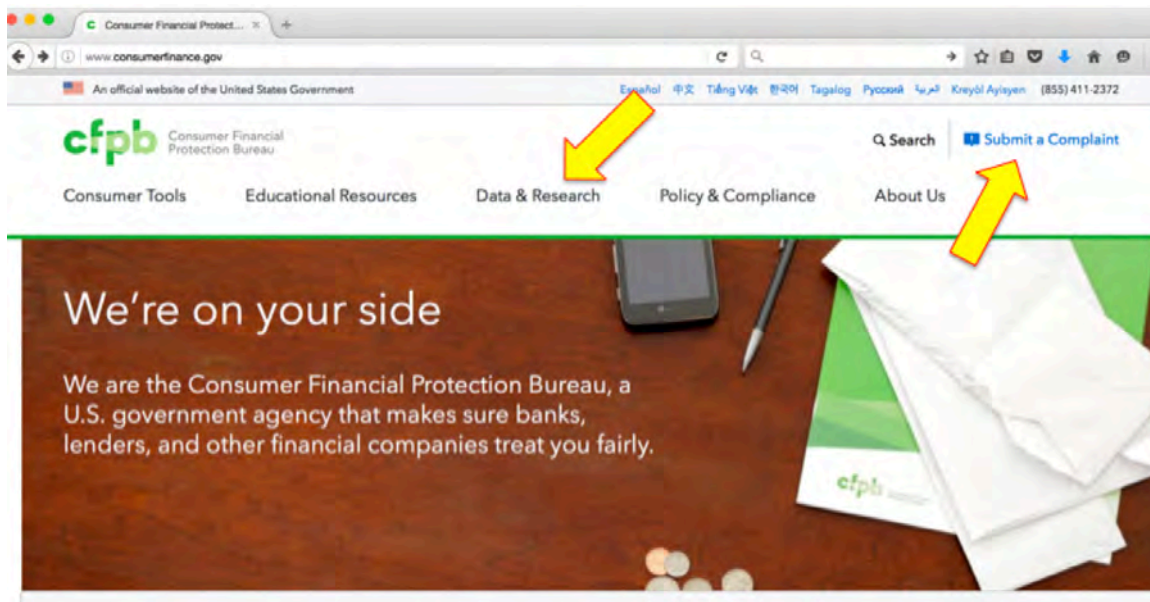 Consumer Financial Protect... × +
www.consumerfinance.gov
An official website of the United States Government Español 中文 Tiếng Việt 한국어 Tagalog Русский العربية Kreyòl Ayisyen (855) 411-2372
cfpb Consumer Financial
Protection Bureau
Search Submit a Complaint
Consumer Tools Educational Resources Data & Research Policy & Compliance About Us
We're on your side
We are the Consumer Financial Protection Bureau, a
U.S. government agency that makes sure banks,
lenders, and other financial companies treat you fairly.
cfpb